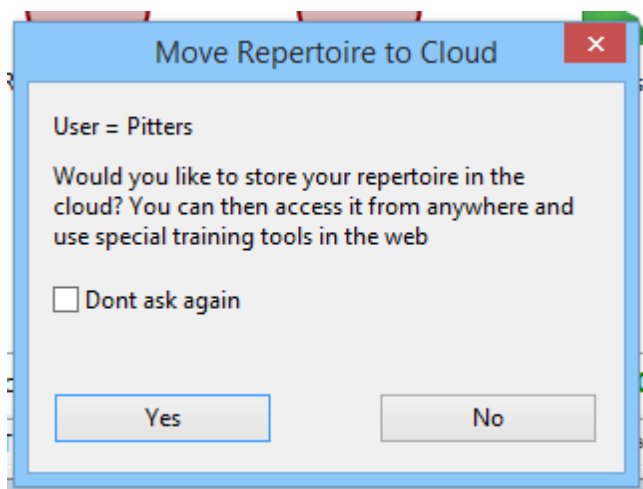 Move Repertoire to Cloud
User = Pitters
Would you like to store your repertoire in the
cloud? You can then access it from anywhere and
use special training tools in the web
Dont ask again
Yes
No